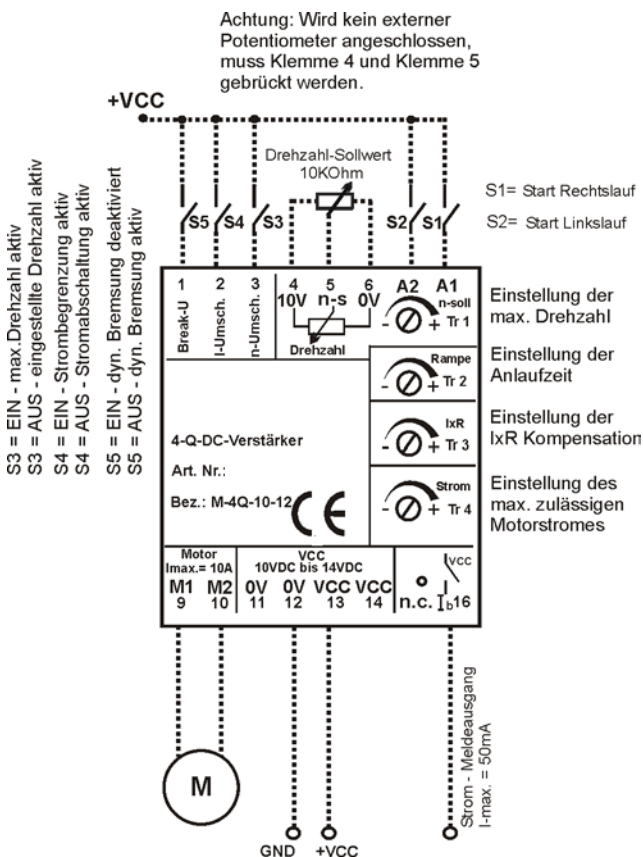 Achtung: Wird kein externer
Potentiometer angeschlossen,
muss Klemme 4 und Klemme 5
gebrückt werden.
+VCC
Drehzahl-Sollwert
10KOhm
S5
S4
S3
S2
S1
S1= Start Rechtslauf
S2= Start Linkslauf
S3 = EIN - max.Drehzahl aktiv
S3 = AUS - eingestellte Drehzahl aktiv
S4 = EIN - Strombegrenzung aktiv
S4 = AUS - Stromabschaltung aktiv
S5 = EIN - dyn. Bremsung deaktiviert
S5 = AUS - dyn. Bremsung aktiv
1 2 3 4 5 6 A2 A1
10V n-s 0V
Break-U
I-Umsch.
n-Umsch.
Drehzahl
n-soll
- + Tr 1
Einstellung der
max. Drehzahl
Rampe
- + Tr 2
Einstellung der
Anlaufzeit
IxR
- + Tr 3
Einstellung der
IxR Kompensation
Strom
- + Tr 4
Einstellung des
max. zulässigen
Motorstromes
4-Q-DC-Verstärker
Art. Nr.:
Bez.: M-4Q-10-12
CE
Motor
Imax.= 10A
VCC
10VDC bis 14VDC
VCC
M1 M2 0V 0V VCC VCC
9 10 11 12 13 14
n.c. Ib16
M
GND +VCC
Strom - Meldeausgang
I-max. = 50mA